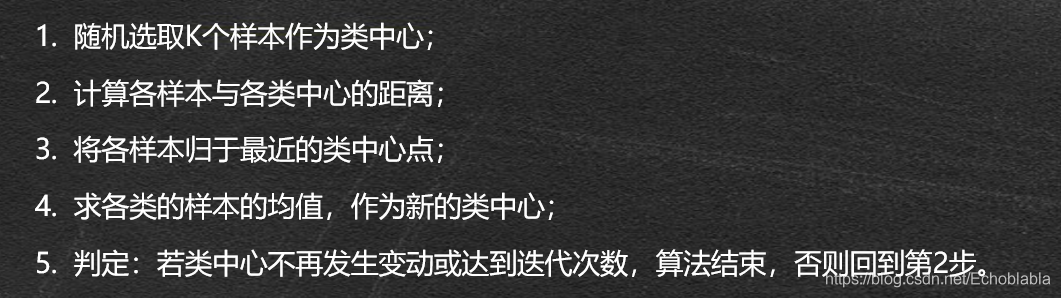 1. 随机选取K个样本作为类中心；
2. 计算各样本与各类中心的距离；
3. 将各样本归于最近的类中心点；
4. 求各类的样本的均值，作为新的类中心；
5. 判定：若类中心不再发生变动或达到迭代次数，算法结束，否则回到第2步。
https://blog.csdn.net/Echoblabla